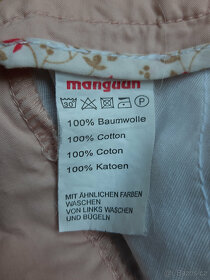 manguun
100% Baumwolle
100% Cotton
100% Coton
100% Katoen
MIT ÄHNLICHEN FARBEN
WASCHEN
VON LINKS WASCHEN
UND BÜGELN